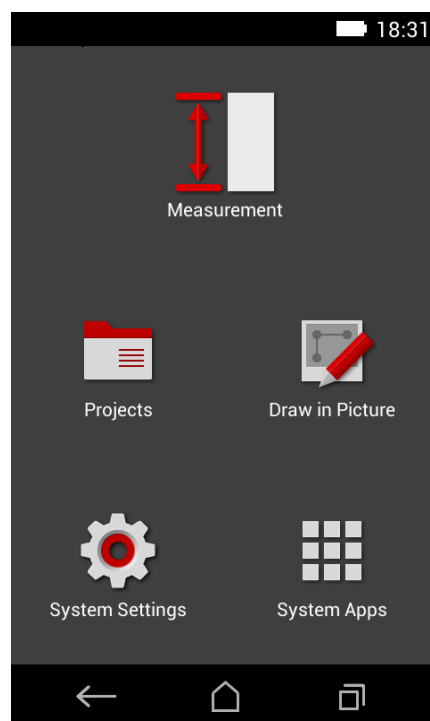 18:31
Measurement
Projects
Draw in Picture
System Settings
System Apps